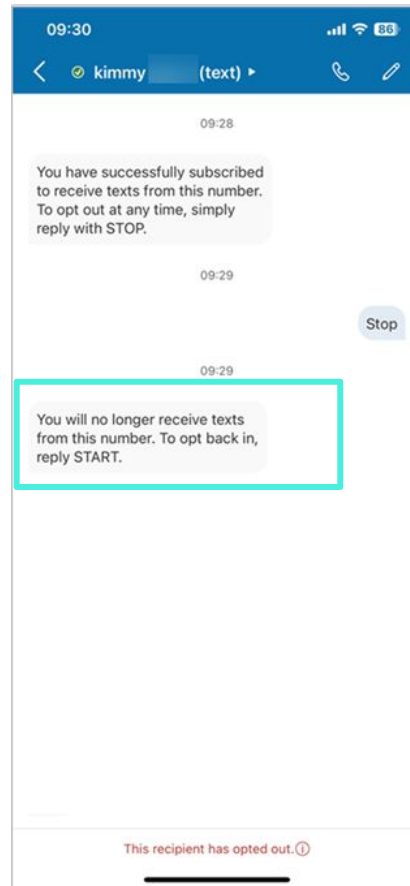 09:30
86
kimmy (text)
09:28
You have successfully subscribed
to receive texts from this number.
To opt out at any time, simply
reply with STOP.
09:29
Stop
09:29
You will no longer receive texts
from this number. To opt back in,
reply START.
This recipient has opted out.